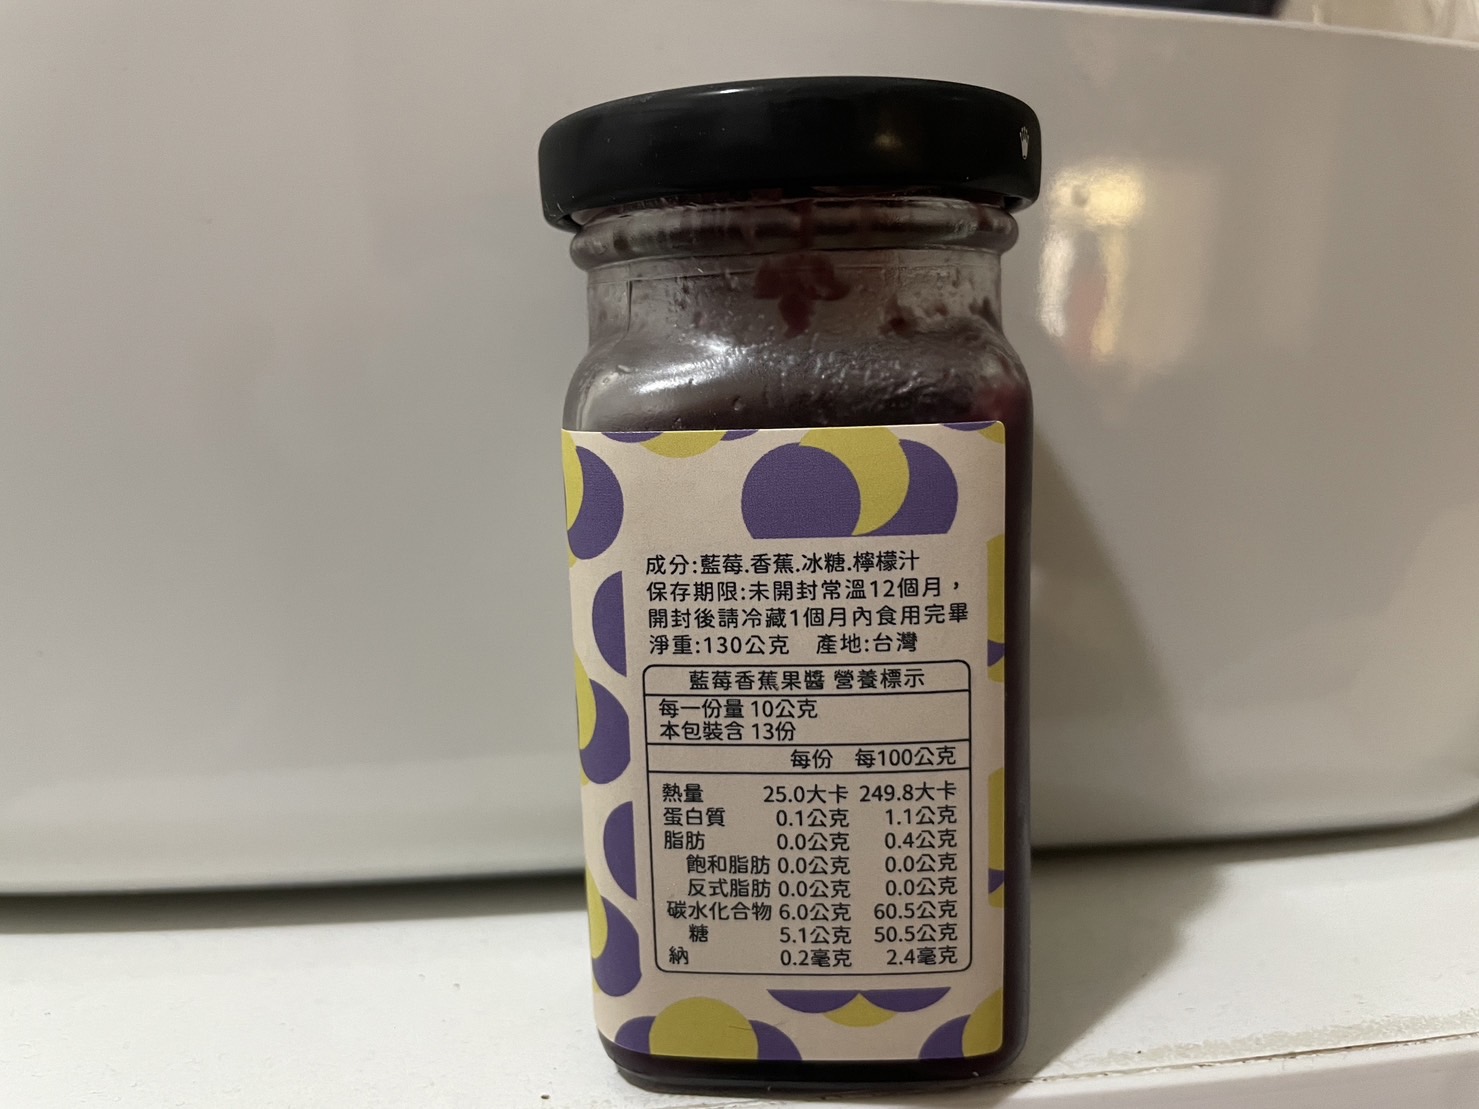 成分:藍莓.香蕉.冰糖.檸檬汁
保存期限:未開封常溫12個月，
開封後請冷藏1個月內食用完畢
淨重:130公克 產地:台灣
藍莓香蕉果醬 營養標示
每一份量 10公克
本包裝含 13份
每份 每100公克
熱量 25.0大卡 249.8大卡
蛋白質 0.1公克 1.1公克
脂肪 0.0公克 0.4公克
飽和脂肪 0.0公克 0.0公克
反式脂肪 0.0公克 0.0公克
碳水化合物 6.0公克 60.5公克
糖 5.1公克 50.5公克
納 0.2毫克 2.4毫克